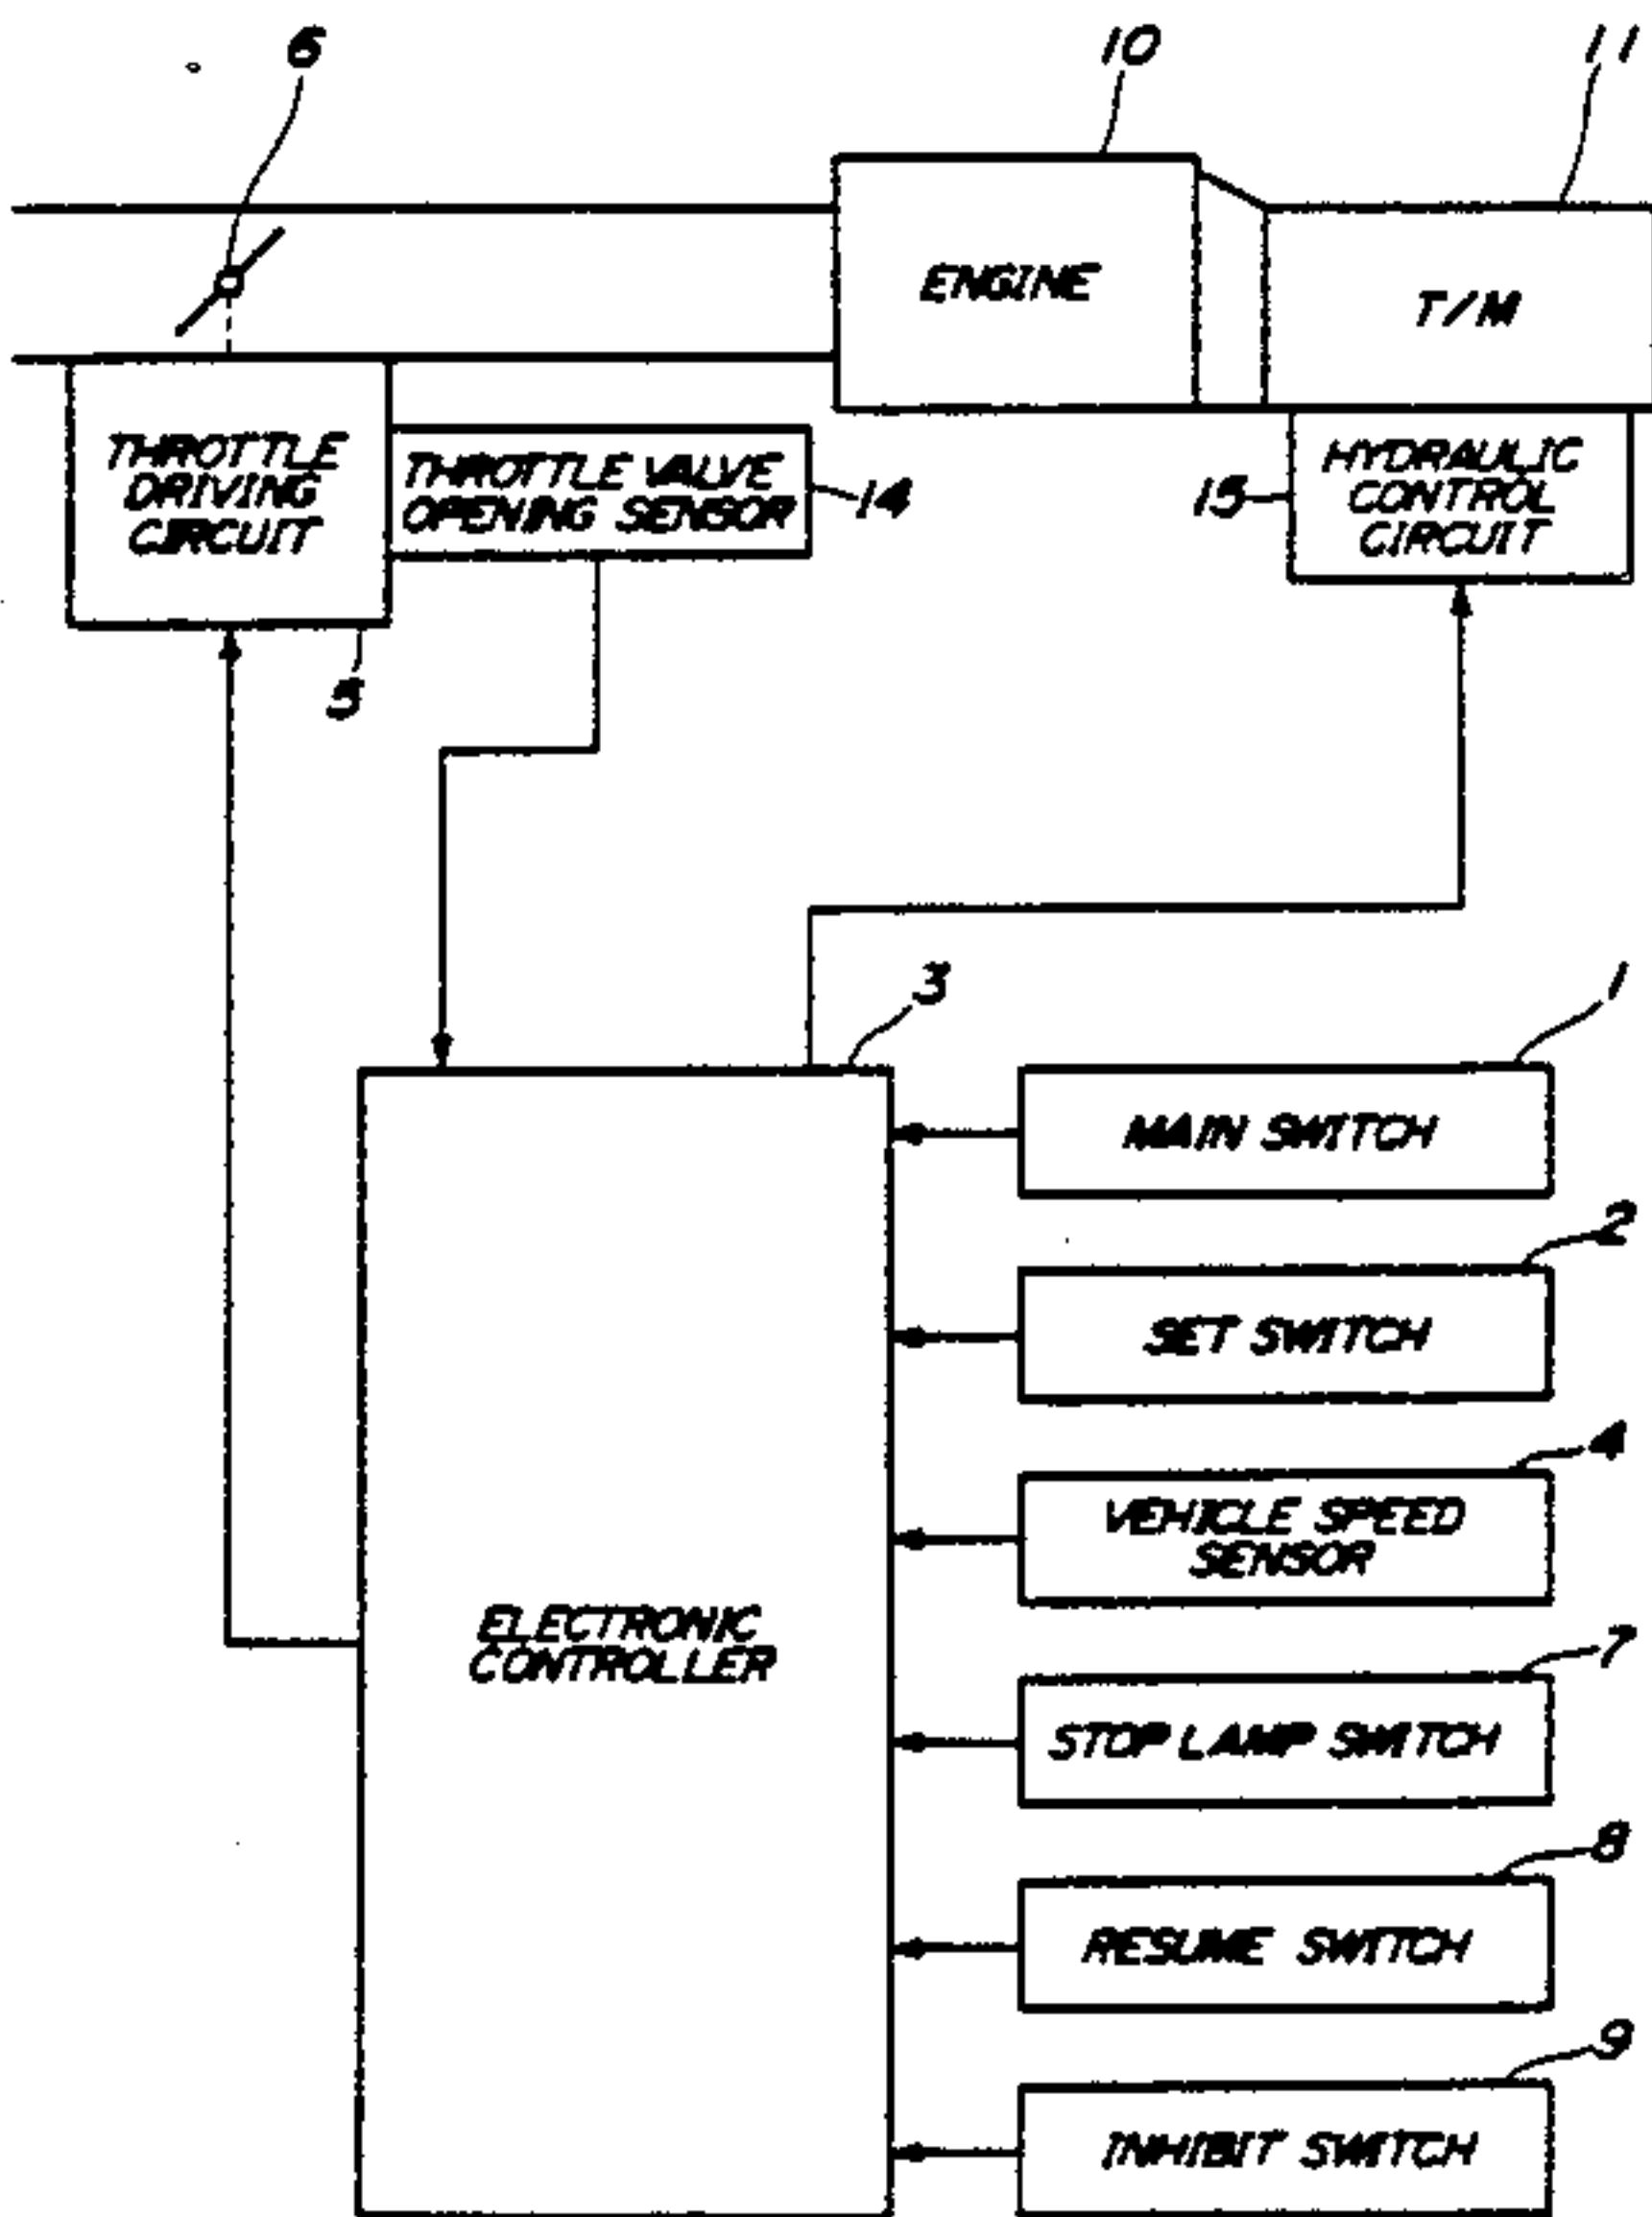 6
10
11
ENGINE
T/M
THROTTLE
DRIVING
CIRCUIT
THROTTLE VALVE
OPENING SENSOR
14
15
HYDRAULIC
CONTROL
CIRCUIT
5
3
1
MAIN SWITCH
2
SET SWITCH
4
VEHICLE SPEED
SENSOR
ELECTRONIC
CONTROLLER
7
STOP LAMP SWITCH
8
RESUME SWITCH
9
INHIBIT SWITCH